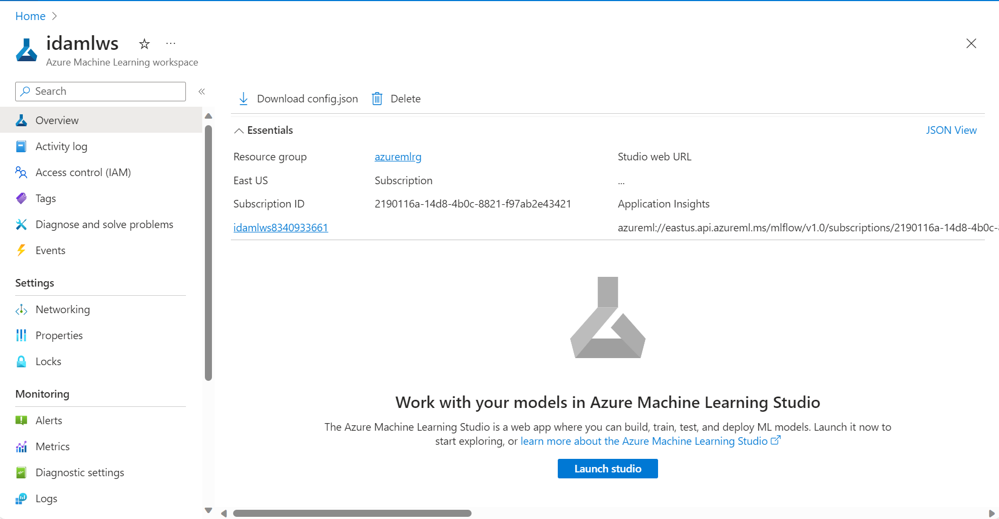 Home
idamlws
...
Azure Machine Learning workspace
Search
«
Overview
Activity log
Access control (IAM)
Tags
Diagnose and solve problems
Events
Settings
Networking
Properties
Locks
Monitoring
Alerts
Metrics
Diagnostic settings
Logs
Download config.json Delete
Essentials JSON View
Resource group azuremlrg Studio web URL
East US Subscription ...
Subscription ID 2190116a-14d8-4b0c-8821-f97ab2e43421 Application Insights
idamlws8340933661 azureml://eastus.api.azureml.ms/mlflow/v1.0/subscriptions/2190116a-14d8-4b0c-
Work with your models in Azure Machine Learning Studio
The Azure Machine Learning Studio is a web app where you can build, train, test, and deploy ML models. Launch it now to
start exploring, or learn more about the Azure Machine Learning Studio
Launch studio